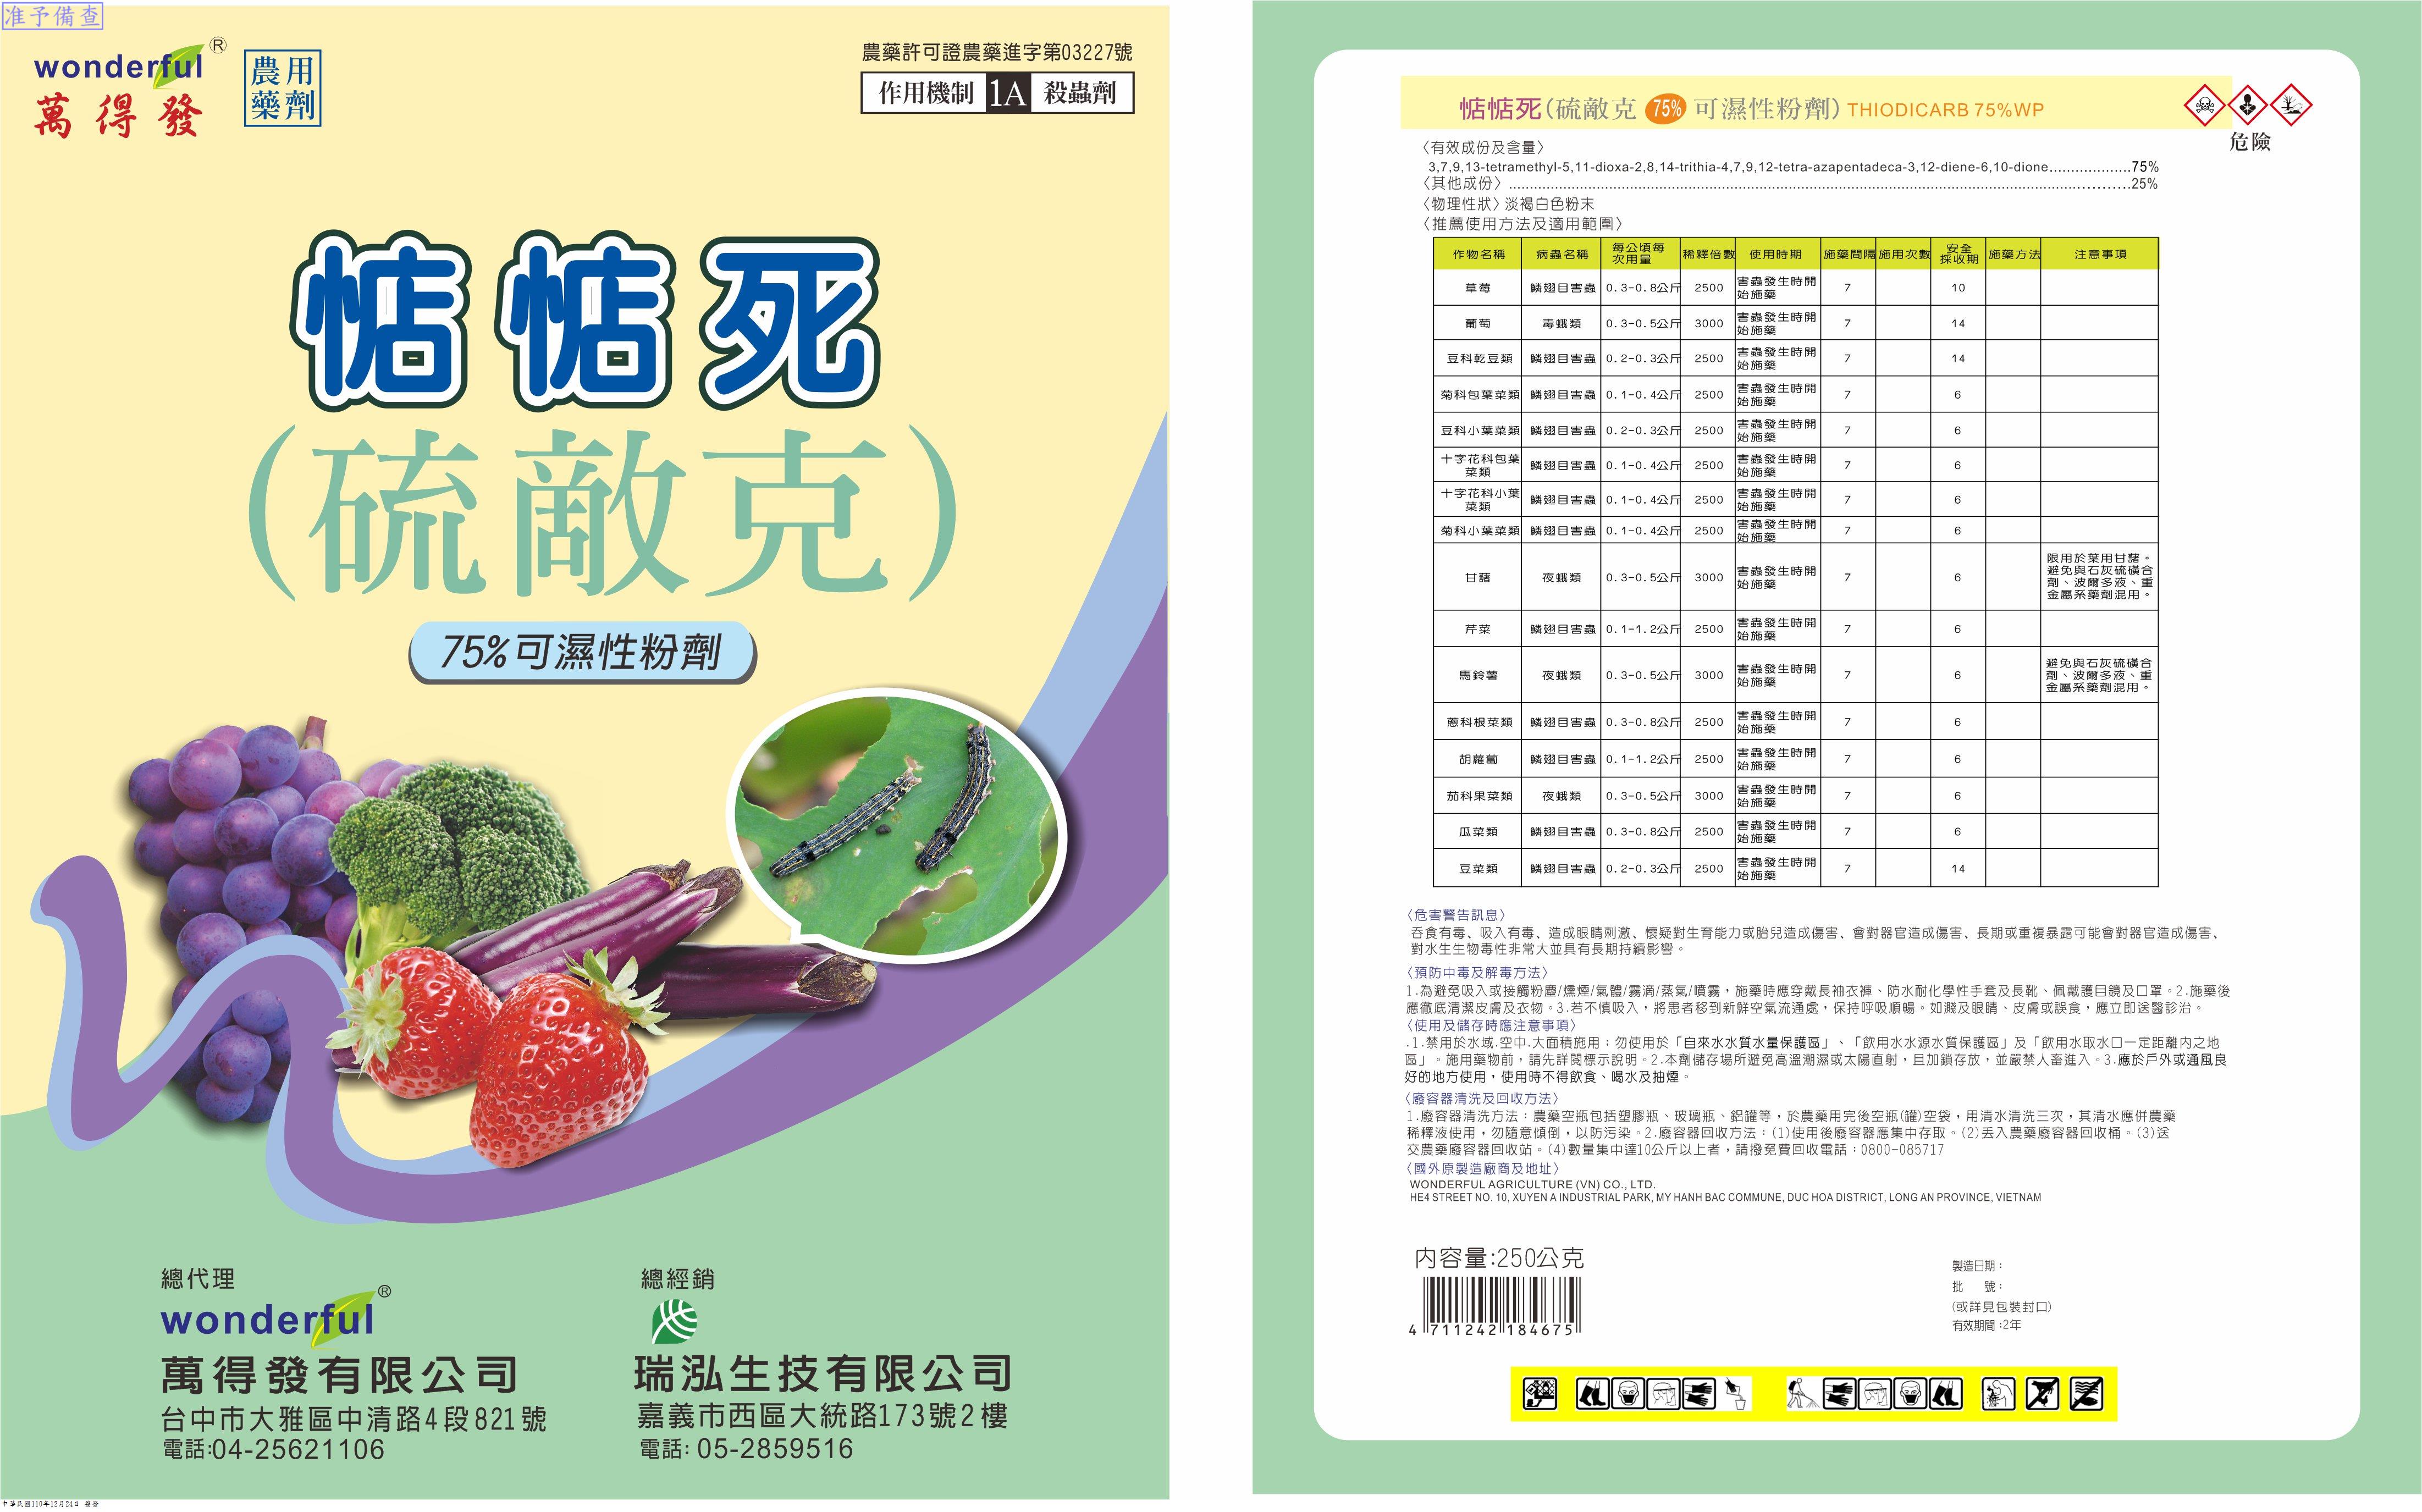 准予備查
wonderful®
萬得發
農用
藥劑
農藥許可證農藥進字第03227號
作用機制 1A 殺蟲劑
惦惦死
(硫敵克)
75%可濕性粉劑
總代理
wonderful®
萬得發有限公司
台中市大雅區中清路4段821號
電話:04-25621106
總經銷
瑞泓生技有限公司
嘉義市西區大統路173號2樓
電話: 05-2859516
中華民國110年12月24日 簽發
惦惦死(硫敵克 75% 可濕性粉劑) THIODICARB 75%WP
危險
〈有效成份及含量〉
3,7,9,13-tetramethyl-5,11-dioxa-2,8,14-trithia-4,7,9,12-tetra-azapentadeca-3,12-diene-6,10-dione....................75%
〈其他成份〉....................25%
〈物理性狀〉淡褐白色粉末
〈推薦使用方法及適用範圍〉
作物名稱 病蟲名稱 每公頃每次用量 稀釋倍數 使用時期 施藥間隔 施用次數 安全採收期 施藥方法 注意事項
草莓 鱗翅目害蟲 0.3-0.8公斤 2500 害蟲發生時開始施藥 7 10
葡萄 毒蛾類 0.3-0.5公斤 3000 害蟲發生時開始施藥 7 14
豆科乾豆類 鱗翅目害蟲 0.2-0.3公斤 2500 害蟲發生時開始施藥 7 14
菊科包葉菜類 鱗翅目害蟲 0.1-0.4公斤 2500 害蟲發生時開始施藥 7 6
豆科小葉菜類 鱗翅目害蟲 0.2-0.3公斤 2500 害蟲發生時開始施藥 7 6
十字花科包葉菜類 鱗翅目害蟲 0.1-0.4公斤 2500 害蟲發生時開始施藥 7 6
十字花科小葉菜類 鱗翅目害蟲 0.1-0.4公斤 2500 害蟲發生時開始施藥 7 6
菊科小葉菜類 鱗翅目害蟲 0.1-0.4公斤 2500 害蟲發生時開始施藥 7 6
甘藷 夜蛾類 0.3-0.5公斤 3000 害蟲發生時開始施藥 7 6 限用於葉用甘藷。避免與石灰硫磺合劑、波爾多液、重金屬系藥劑混用。
芹菜 鱗翅目害蟲 0.1-1.2公斤 2500 害蟲發生時開始施藥 7 6
馬鈴薯 夜蛾類 0.3-0.5公斤 3000 害蟲發生時開始施藥 7 6 避免與石灰硫磺合劑、波爾多液、重金屬系藥劑混用。
蔥科根菜類 鱗翅目害蟲 0.3-0.8公斤 2500 害蟲發生時開始施藥 7 6
胡蘿蔔 鱗翅目害蟲 0.1-1.2公斤 2500 害蟲發生時開始施藥 7 6
茄科果菜類 夜蛾類 0.3-0.5公斤 3000 害蟲發生時開始施藥 7 6
瓜菜類 鱗翅目害蟲 0.3-0.8公斤 2500 害蟲發生時開始施藥 7 6
豆菜類 鱗翅目害蟲 0.2-0.3公斤 2500 害蟲發生時開始施藥 7 14
〈危害警告訊息〉
吞食有毒、吸入有毒、造成眼睛刺激、懷疑對生育能力或胎兒造成傷害、會對器官造成傷害、長期或重複暴露可能會對器官造成傷害、
對水生生物毒性非常大並具有長期持續影響。
〈預防中毒及解毒方法〉
1.為避免吸入或接觸粉塵/燻煙/氣體/霧滴/蒸氣/噴霧，施藥時應穿戴長袖衣褲、防水耐化學性手套及長靴、佩戴護目鏡及口罩。2.施藥後
應徹底清潔皮膚及衣物。3.若不慎吸入，將患者移到新鮮空氣流通處，保持呼吸順暢。如濺及眼睛、皮膚或誤食，應立即送醫診治。
〈使用及儲存時應注意事項〉
.1.禁用於水域.空中.大面積施用：勿使用於「自來水水質水量保護區」、「飲用水水源水質保護區」及「飲用水取水口一定距離內之地
區」。施用藥物前，請先詳閱標示說明。2.本劑儲存場所避免高溫潮濕或太陽直射，且加鎖存放，並嚴禁人畜進入。3.應於戶外或通風良
好的地方使用，使用時不得飲食、喝水及抽煙。
〈廢容器清洗及回收方法〉
1.廢容器清洗方法：農藥空瓶包括塑膠瓶、玻璃瓶、鋁罐等，於農藥用完後空瓶(罐)空袋，用清水清洗三次，其清水應併農藥
稀釋液使用，勿隨意傾倒，以防污染。2.廢容器回收方法：(1)使用後廢容器應集中存取。(2)丟入農藥廢容器回收桶。(3)送
交農藥廢容器回收站。(4)數量集中達10公斤以上者，請撥免費回收電話：0800-085717
〈國外原製造廠商及地址〉
WONDERFUL AGRICULTURE (VN) CO., LTD.
HE4 STREET NO. 10, XUYEN A INDUSTRIAL PARK, MY HANH BAC COMMUNE, DUC HOA DISTRICT, LONG AN PROVINCE, VIETNAM
內容量:250公克
4 711242 184675
製造日期：
批 號：
(或詳見包裝封口)
有效期間:2年